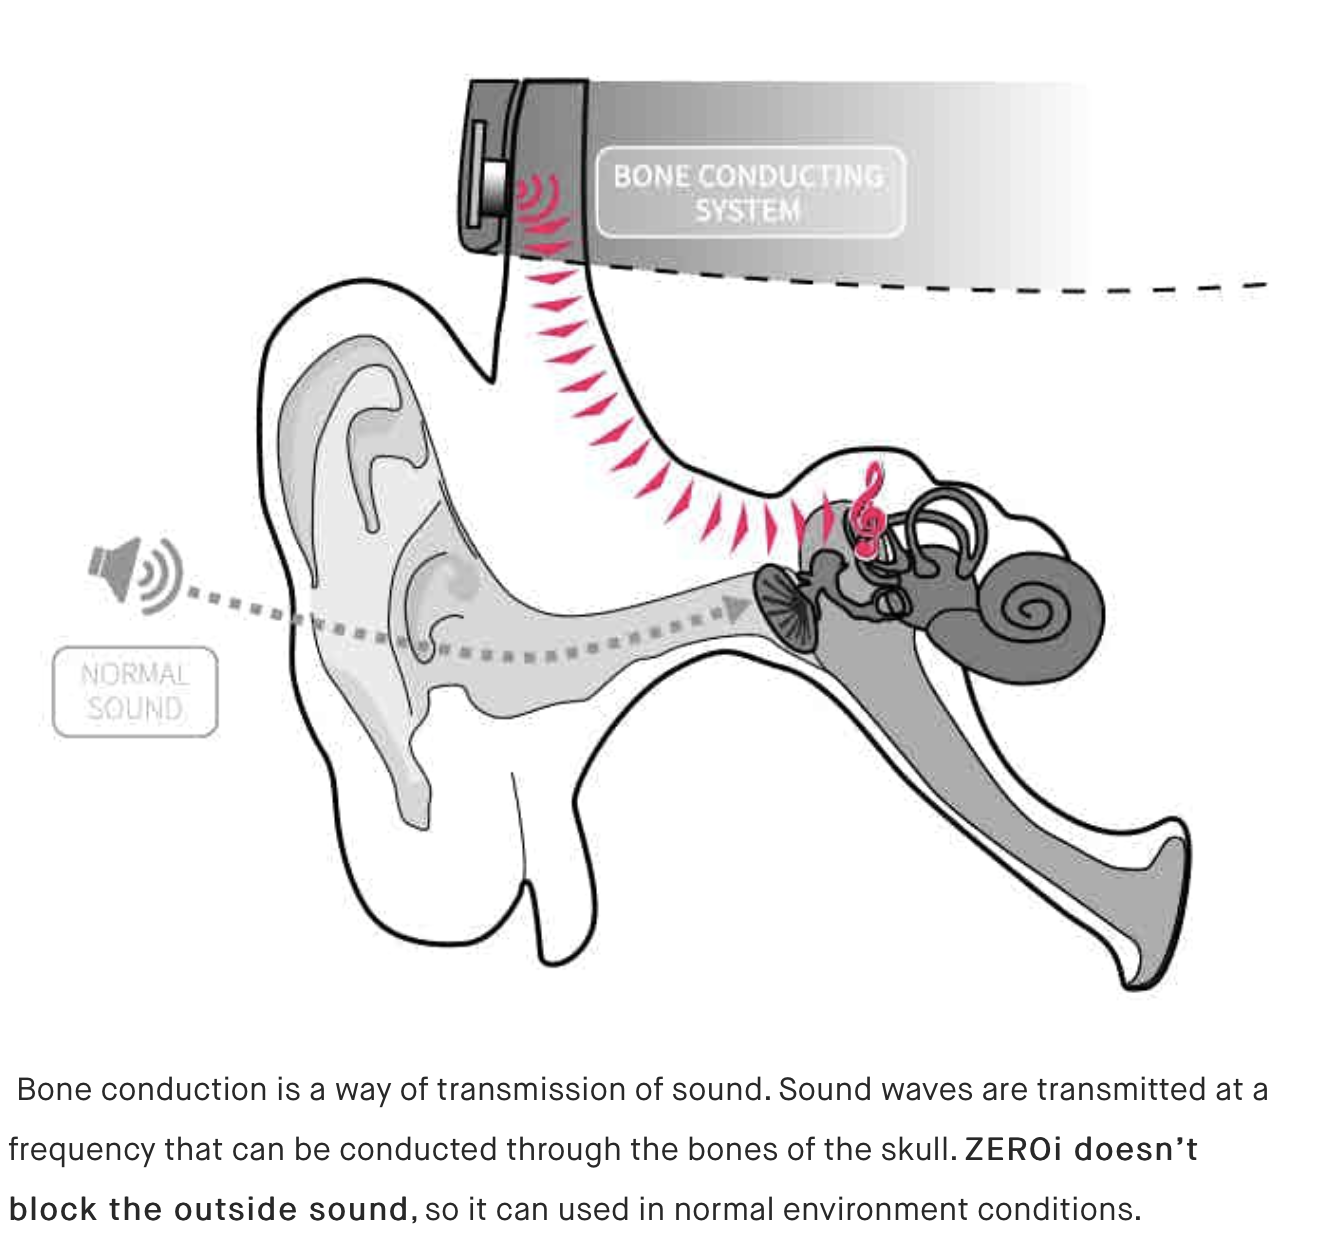 BONE CONDUCTING
SYSTEM
NORMAL
SOUND
Bone conduction is a way of transmission of sound. Sound waves are transmitted at a
frequency that can be conducted through the bones of the skull. ZEROi doesn’t
block the outside sound, so it can used in normal environment conditions.